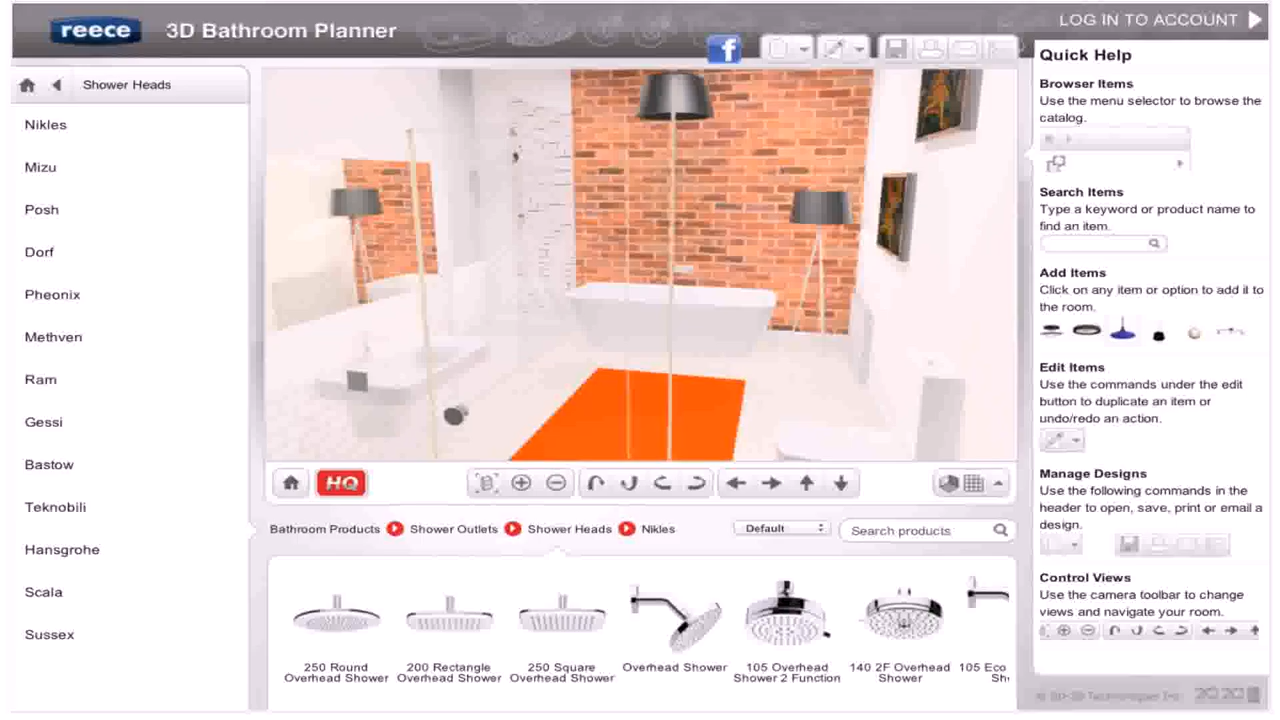 reece
3D Bathroom Planner
LOG IN TO ACCOUNT
f
Shower Heads
Nikles
Mizu
Posh
Dorf
Pheonix
Methven
Ram
Gessi
Bastow
Teknobili
Hansgrohe
Scala
Sussex
HQ
Bathroom Products Shower Outlets Shower Heads Nikles
Default
Search products
250 Round
Overhead Shower
200 Rectangle
Overhead Shower
250 Square
Overhead Shower
Overhead Shower
105 Overhead
Shower 2 Function
140 2F Overhead
Shower
105 Eco
Sh
Quick Help
Browser Items
Use the menu selector to browse the
catalog.
Search Items
Type a keyword or product name to
find an item.
Add Items
Click on any item or option to add it to
the room.
Edit Items
Use the commands under the edit
button to duplicate an item or
undo/redo an action.
Manage Designs
Use the following commands in the
header to open, save, print or email a
design.
Control Views
Use the camera toolbar to change
views and navigate your room.
2020